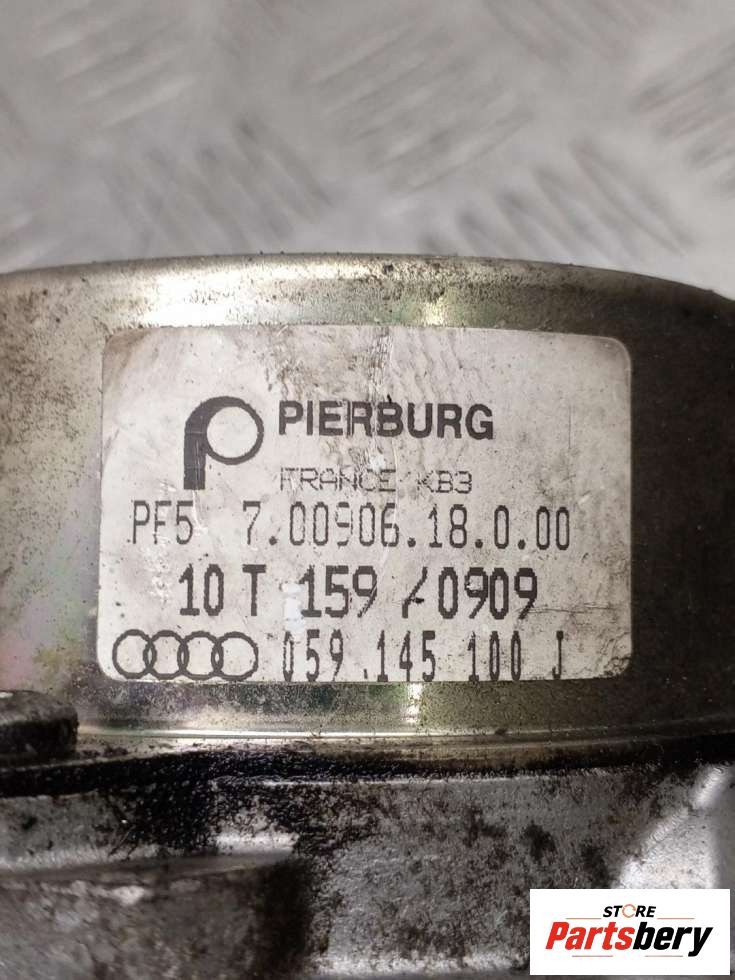 PIERBURG
FRANCE/KB3
PF5 7.00906.18.0.00
10 T 159 /0909
059 145 100 J
STORE
Partsbery